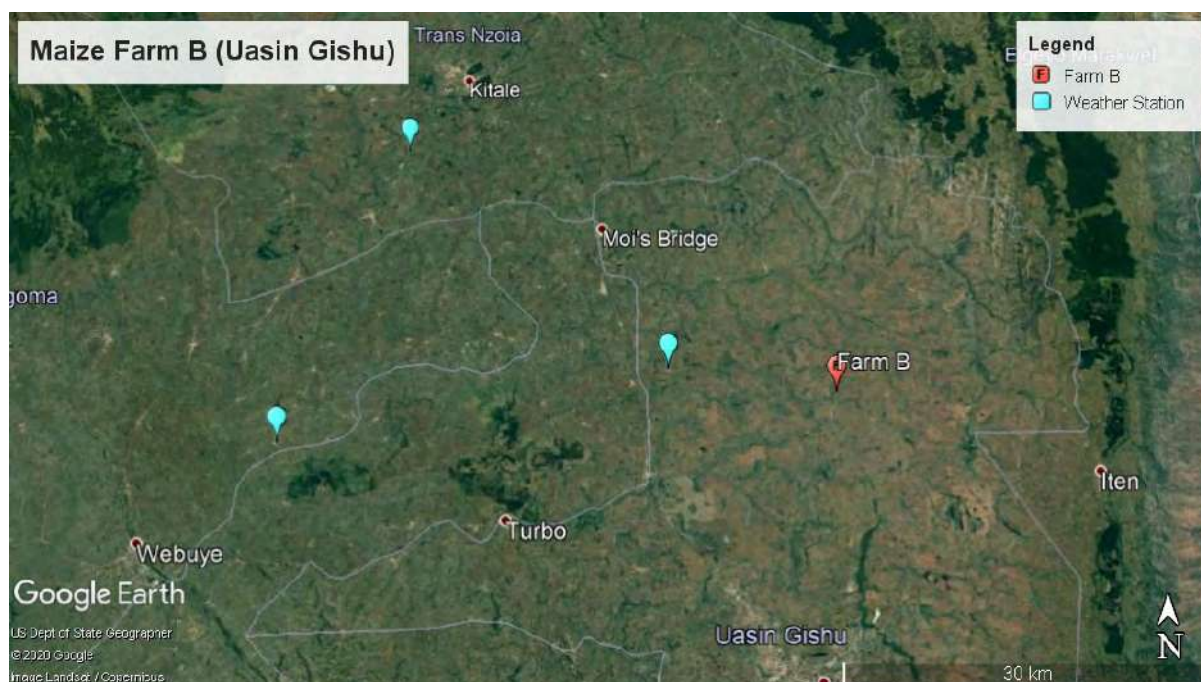 Maize Farm B (Uasin Gishu)
Trans Nzoia
Legend
F Farm B
Weather Station
Kitale
Moi's Bridge
goma
Farm B
Iten
Turbo
Webuye
Google Earth
US Dept of State Geographer
© 2020 Google
Image Landsat / Copernicus
Uasin Gishu
N
30 km